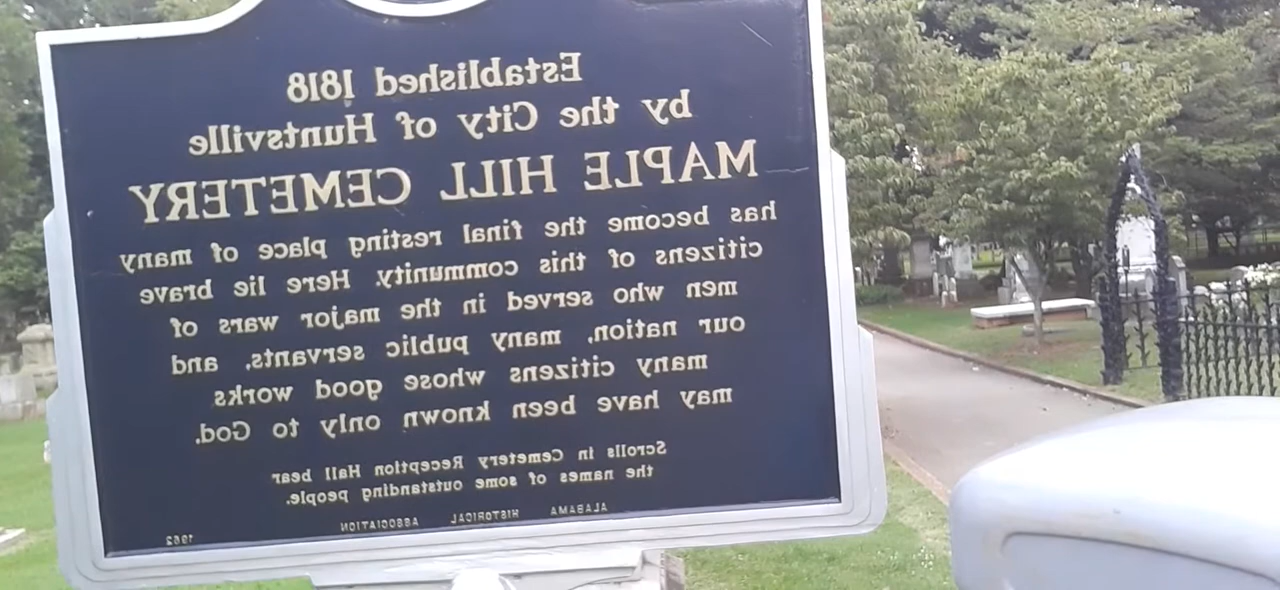 Established 1818
by the City of Huntsville
MAPLE HILL CEMETERY
has become the final resting place of many
citizens of this community. Here lie brave
men who served in the major wars of
our nation, many public servants, and
many citizens whose good works
may have been known only to God.
Scrolls in Cemetery Reception Hall bear
the names of some outstanding people.
ALABAMA HISTORICAL ASSOCIATION
1962